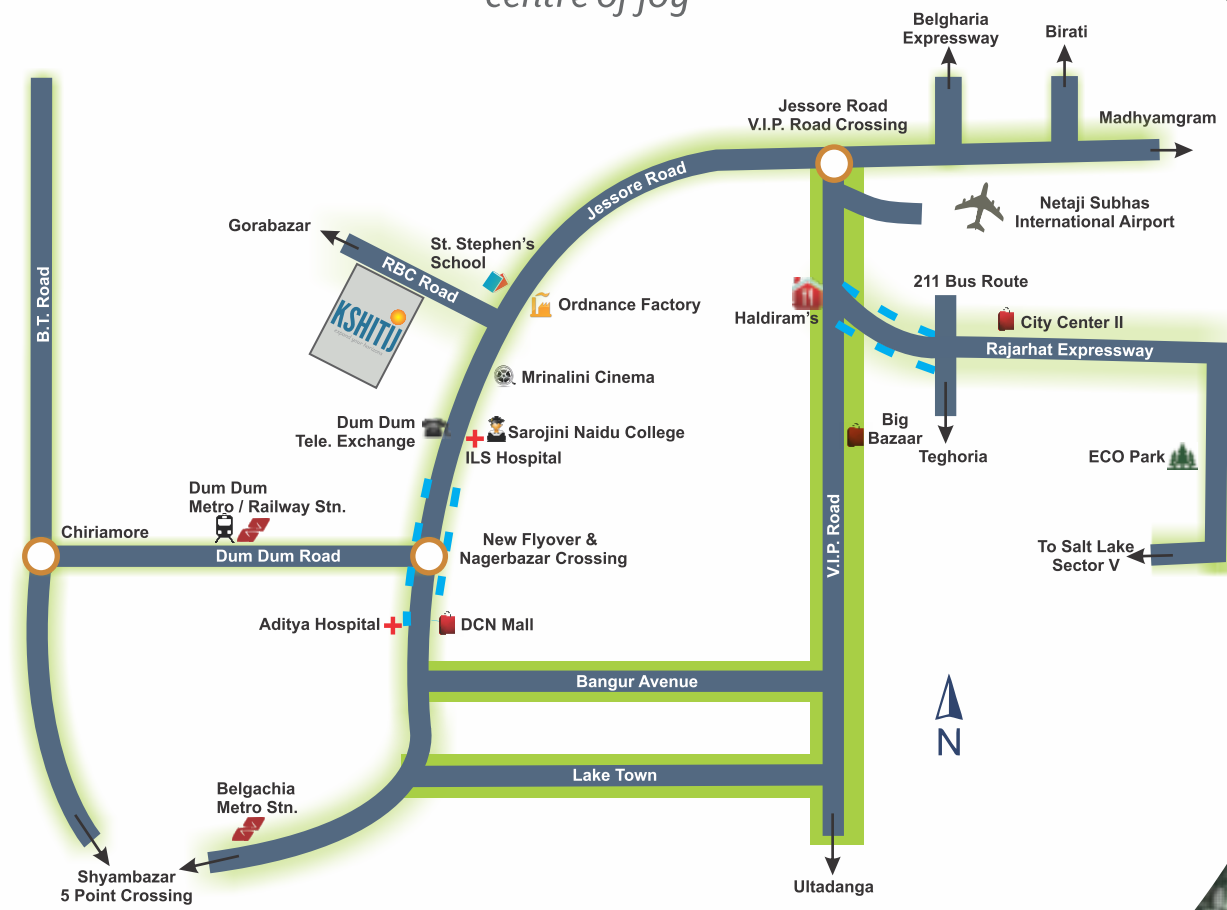 centre of joy
Belgharia
Expressway
Birati
Jessore Road
V.I.P. Road Crossing
Madhyamgram
Jessore Road
Netaji Subhas
International Airport
Gorabazar
St. Stephen's
School
RBC Road
KSHITIJ
Ordnance Factory
211 Bus Route
Haldiram's
City Center II
Rajarhat Expressway
B.T. Road
Mrinalini Cinema
Dum Dum
Tele. Exchange
Sarojini Naidu College
ILS Hospital
Big
Bazaar
Teghoria
ECO Park
Dum Dum
Metro / Railway Stn.
Chiriamore
Dum Dum Road
New Flyover &
Nagerbazar Crossing
V.I.P. Road
To Salt Lake
Sector V
Aditya Hospital
DCN Mall
Bangur Avenue
N
Lake Town
Belgachia
Metro Stn.
Shyambazar
5 Point Crossing
Ultadanga